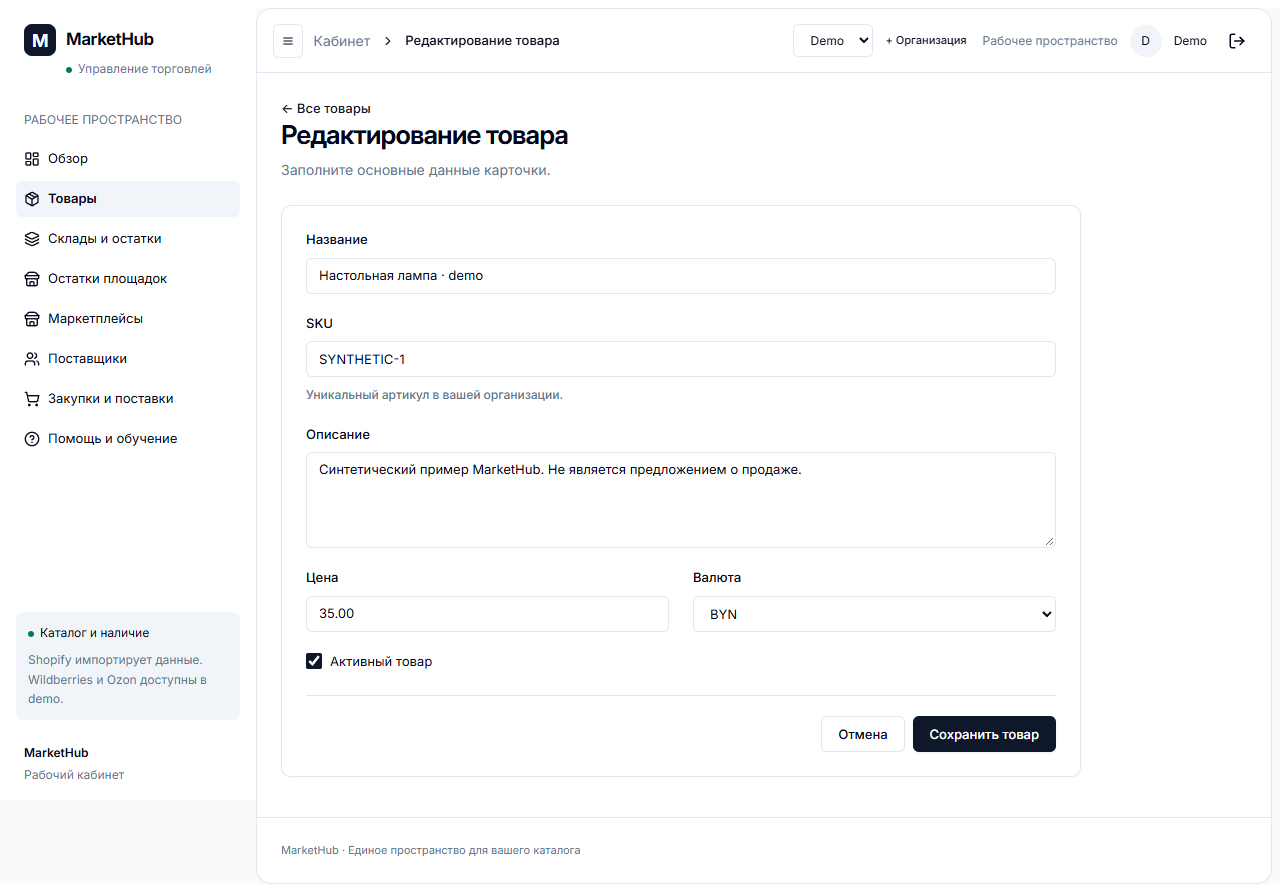 M MarketHub
Управление торговлей
РАБОЧЕЕ ПРОСТРАНСТВО
Обзор
Товары
Склады и остатки
Остатки площадок
Маркетплейсы
Поставщики
Закупки и поставки
Помощь и обучение
Каталог и наличие
Shopify импортирует данные.
Wildberries и Ozon доступны в
demo.
MarketHub
Рабочий кабинет
Кабинет > Редактирование товара
Demo
+ Организация
Рабочее пространство
D
Demo
← Все товары
Редактирование товара
Заполните основные данные карточки.
Название
Настольная лампа · demo
SKU
SYNTHETIC-1
Уникальный артикул в вашей организации.
Описание
Синтетический пример MarketHub. Не является предложением о продаже.
Цена
35.00
Валюта
BYN
Активный товар
Отмена
Сохранить товар
MarketHub · Единое пространство для вашего каталога